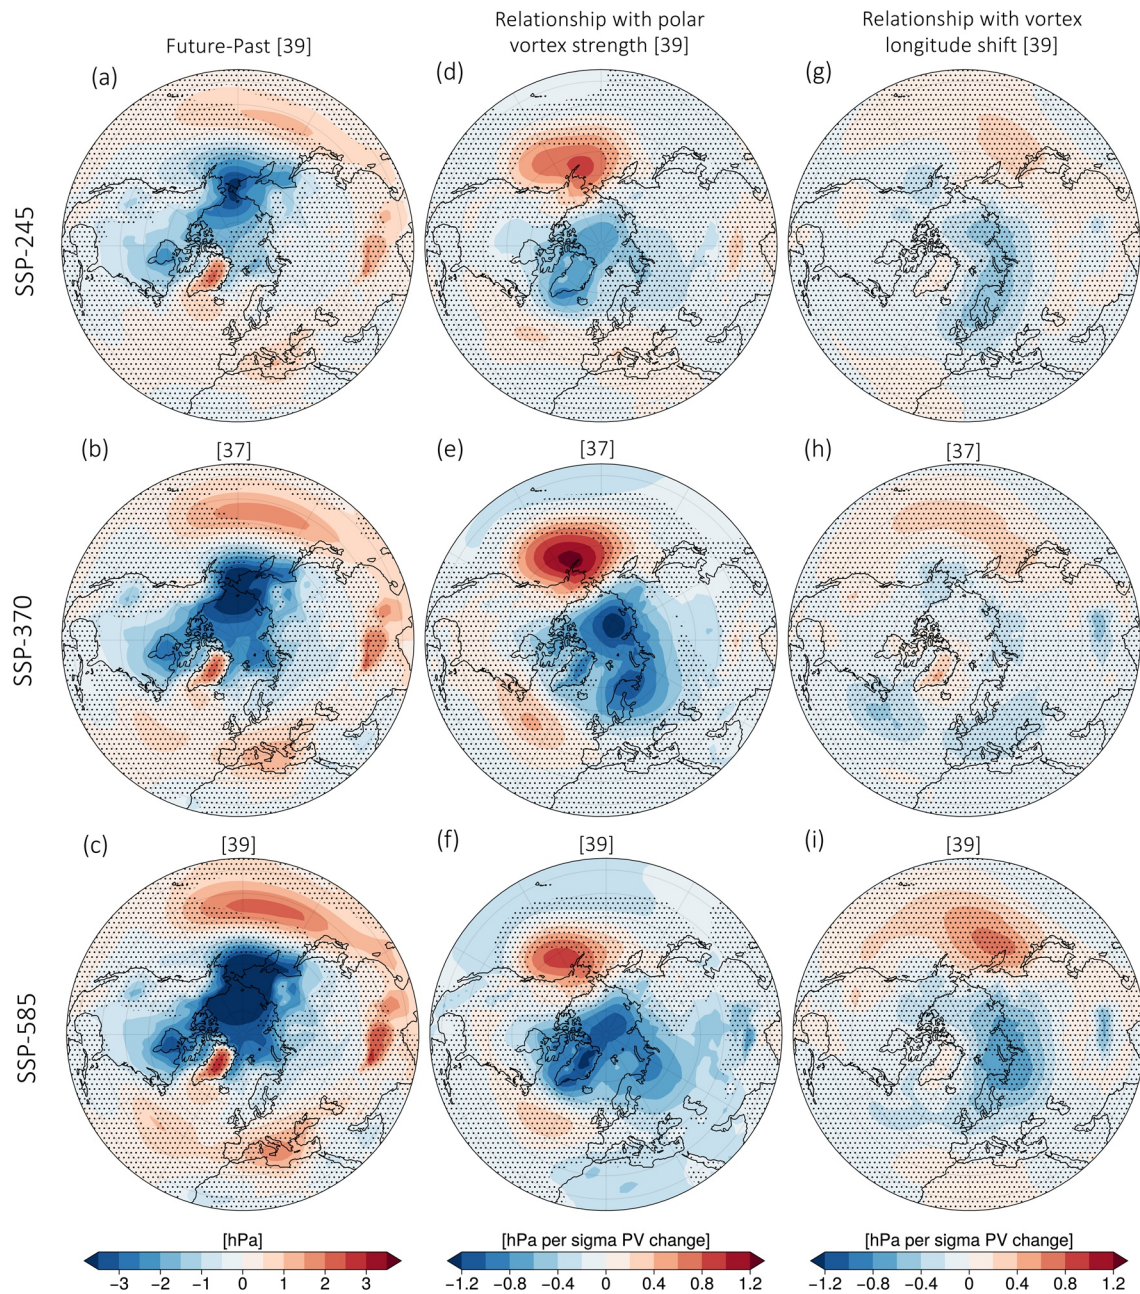 Future-Past [39]
Relationship with polar
vortex strength [39]
Relationship with vortex
longitude shift [39]
(a)
(d)
(g)
SSP-245
(b)
[37]
(e)
[37]
(h)
[37]
SSP-370
(c)
[39]
(f)
[39]
(i)
[39]
SSP-585
[hPa]
−3 −2 −1 0 1 2 3
[hPa per sigma PV change]
−1.2 −0.8 −0.4 0 0.4 0.8 1.2
[hPa per sigma PV change]
−1.2 −0.8 −0.4 0 0.4 0.8 1.2